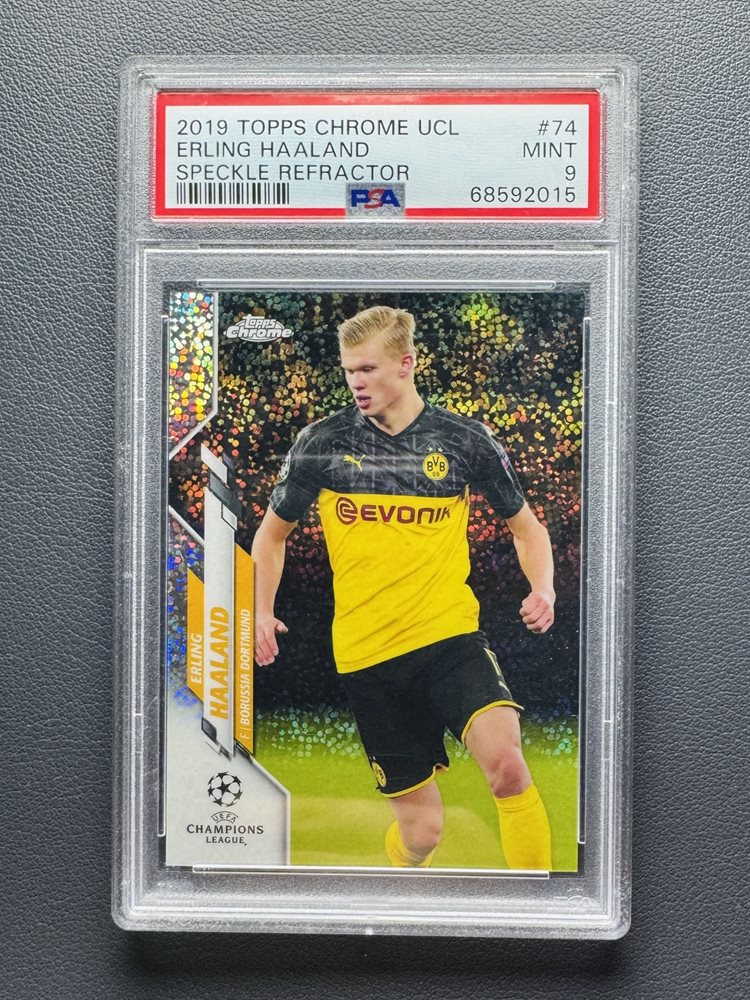 2019 TOPPS CHROME UCL #74
ERLING HAALAND MINT
SPECKLE REFRACTOR 9
PSA 68592015
Topps
Chrome
BVB
09
EVONIK
ERLING
HAALAND
F | BORUSSIA DORTMUND
UEFA
CHAMPIONS
LEAGUE